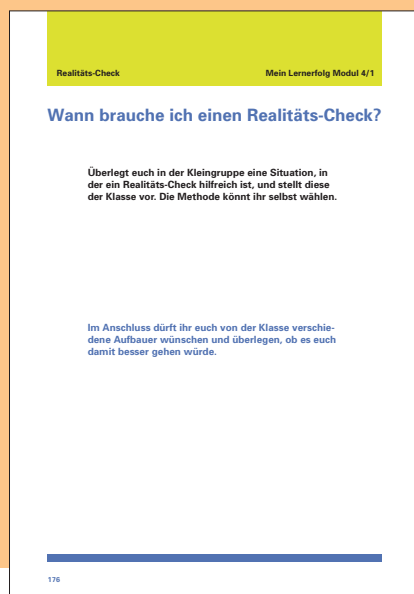 Realitäts-Check Mein Lernerfolg Modul 4/1
Wann brauche ich einen Realitäts-Check?
Überlegt euch in der Kleingruppe eine Situation, in
der ein Realitäts-Check hilfreich ist, und stellt diese
der Klasse vor. Die Methode könnt ihr selbst wählen.
Im Anschluss dürft ihr euch von der Klasse verschie-
dene Aufbauer wünschen und überlegen, ob es euch
damit besser gehen würde.
176